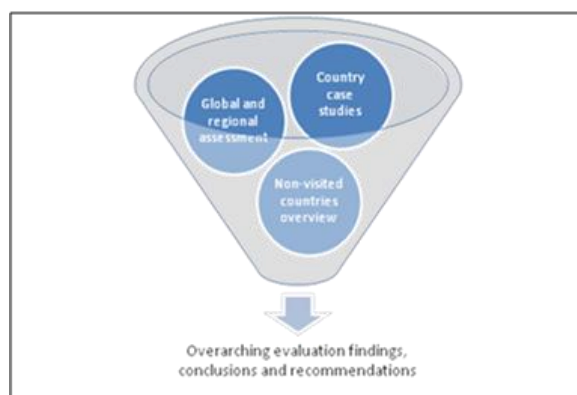 Country
case
studies
Global and
regional
assessment
Non-visited
countries
overview
Overarching evaluation findings,
conclusions and recommendations